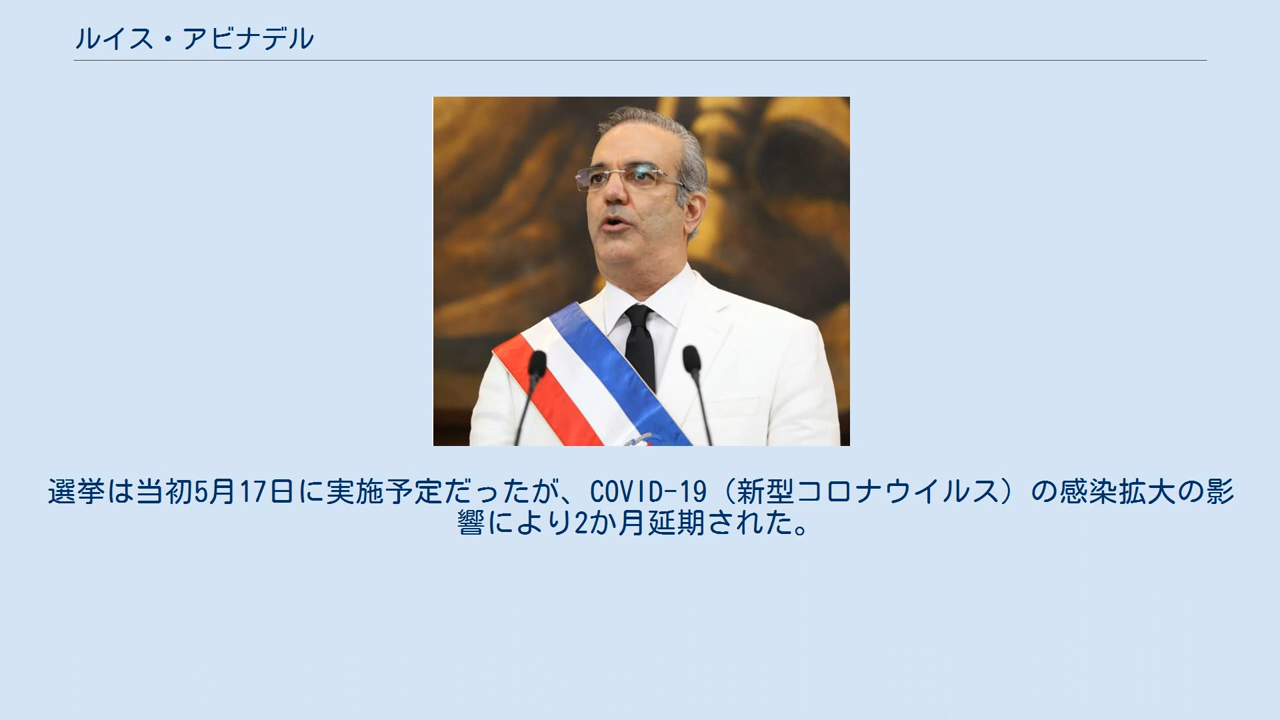 ルイス・アビナデル
選挙は当初5月17日に実施予定だったが、COVID-19（新型コロナウイルス）の感染拡大の影
響により2か月延期された。